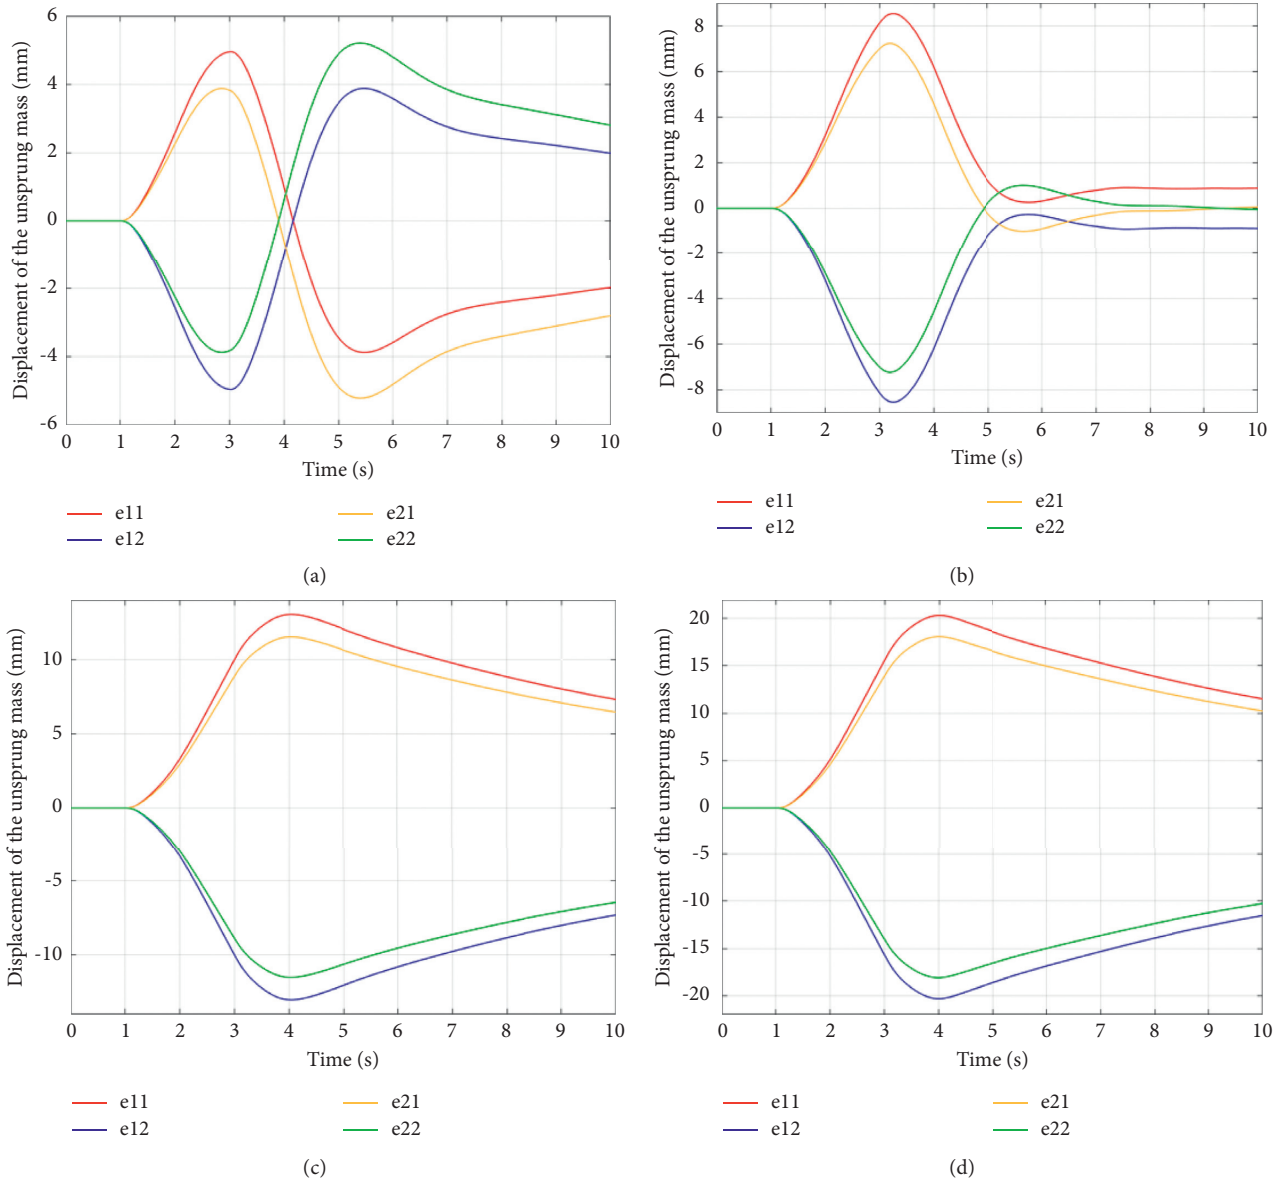 Displacement of the unsprung mass (mm)
6
4
2
0
-2
-4
-6
0 1 2 3 4 5 6 7 8 9 10
Time (s)
e11 e21
e12 e22
(a)
Displacement of the unsprung mass (mm)
8
6
4
2
0
-2
-4
-6
-8
0 1 2 3 4 5 6 7 8 9 10
Time (s)
e11 e21
e12 e22
(b)
Displacement of the unsprung mass (mm)
10
5
0
-5
-10
0 1 2 3 4 5 6 7 8 9 10
Time (s)
e11 e21
e12 e22
(c)
Displacement of the unsprung mass (mm)
20
15
10
5
0
-5
-10
-15
-20
0 1 2 3 4 5 6 7 8 9 10
Time (s)
e11 e21
e12 e22
(d)